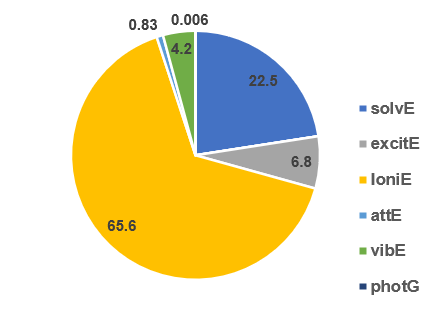 0.83
0.006
4.2
22.5
6.8
65.6
solvE
excitE
IoniE
attE
vibE
photG